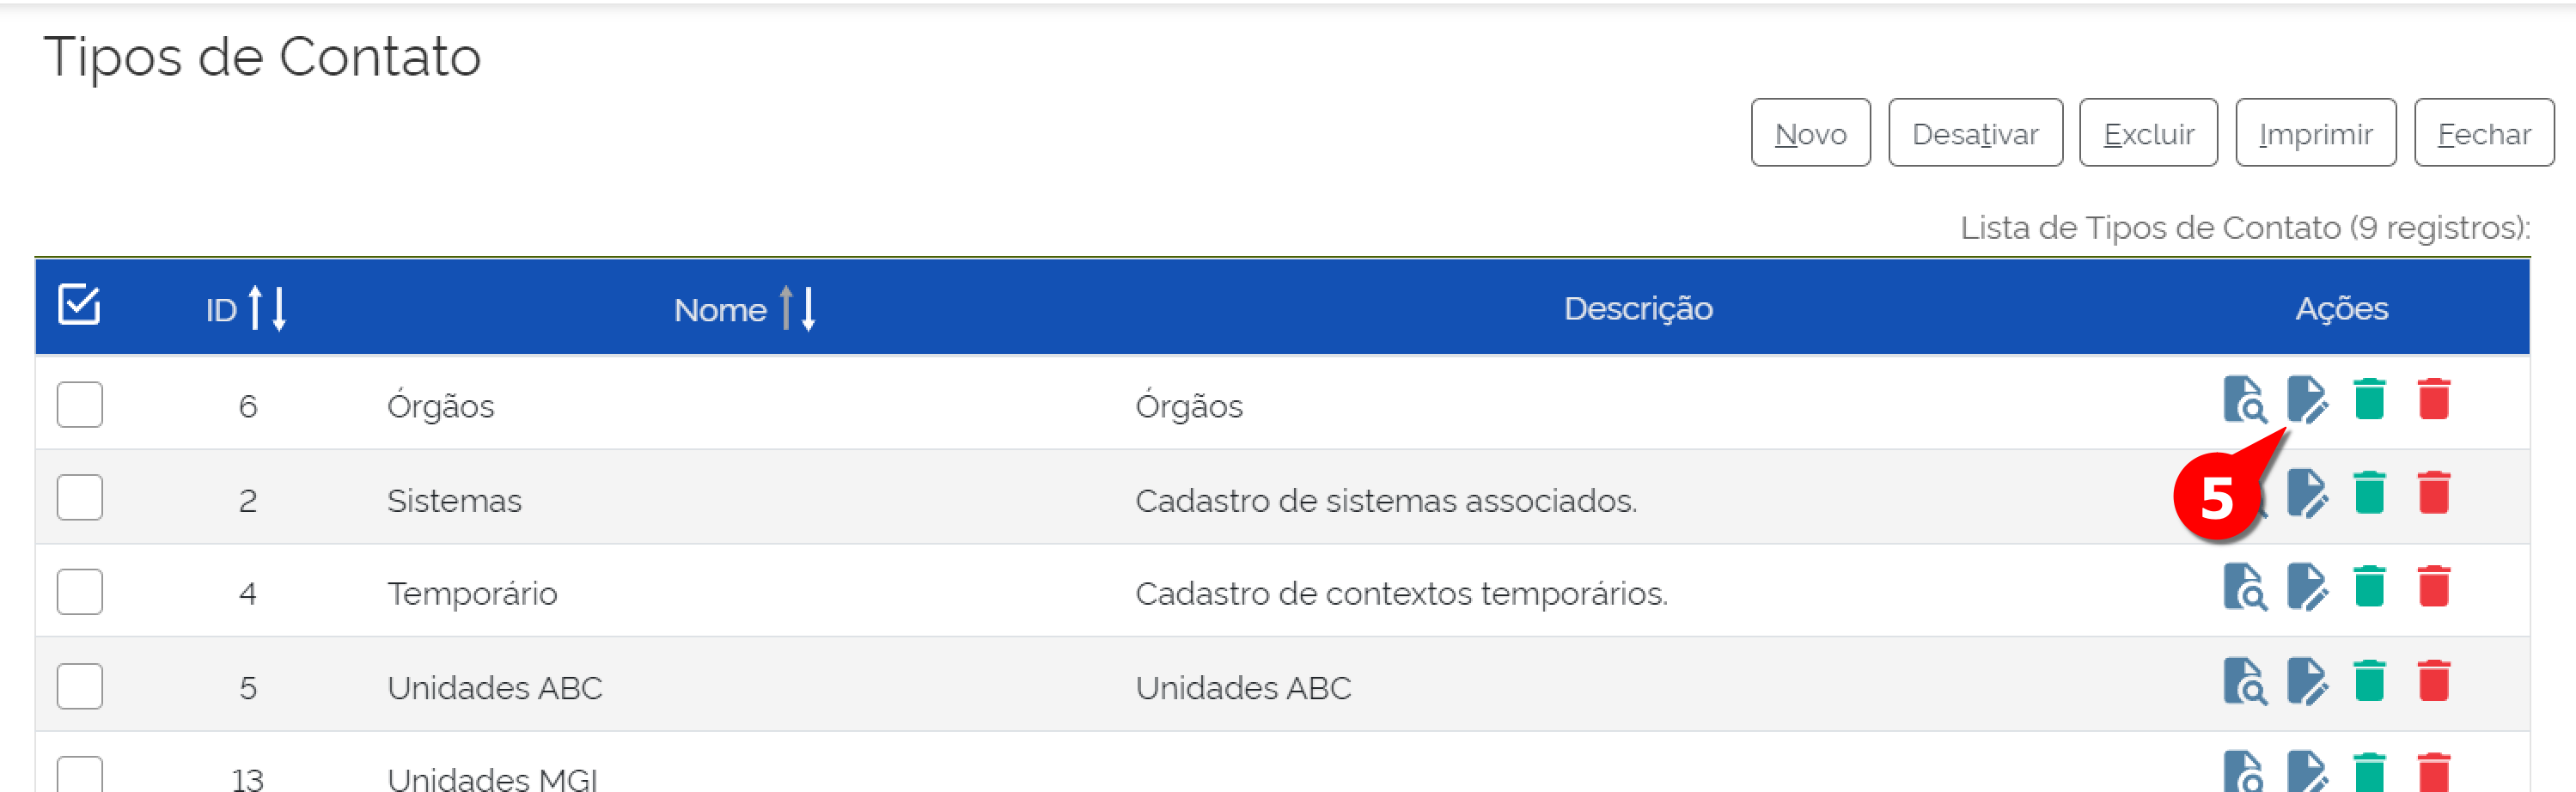 Tipos de Contato
Novo Desativar Excluir Imprimir Fechar
Lista de Tipos de Contato (9 registros):
ID Nome Descrição Ações
6 Órgãos Órgãos
5
2 Sistemas Cadastro de sistemas associados.
4 Temporário Cadastro de contextos temporários.
5 Unidades ABC Unidades ABC
13 Unidades MGI